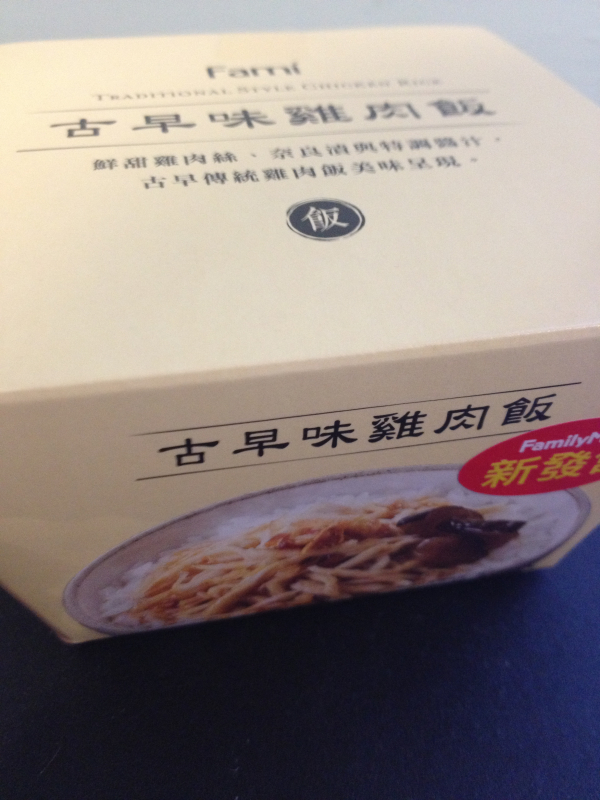 Fami
TRADITIONAL STYLE CHICKEN RICE
古早味雞肉飯
鮮甜雞肉絲、奈良漬與特調醬汁,
古早傳統雞肉飯美味呈現。
飯
古早味雞肉飯
FamilyM
新發